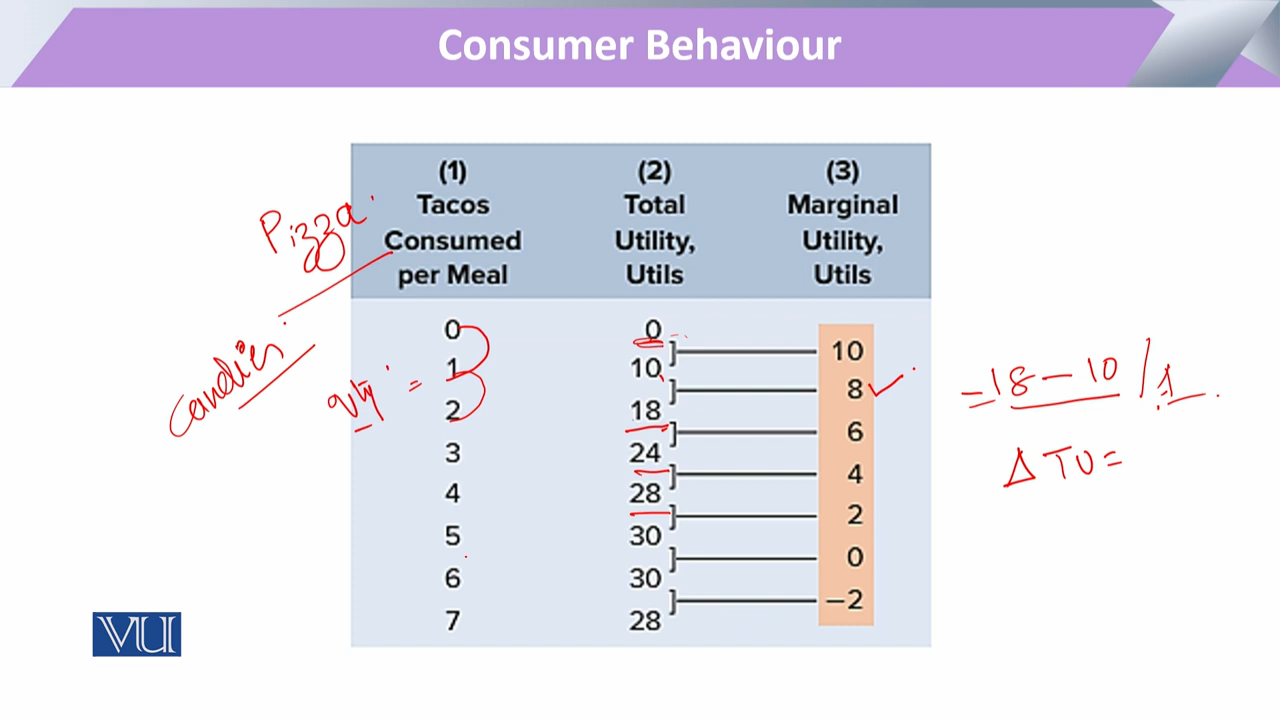 Consumer Behaviour
(1) (2) (3)
Tacos Total Marginal
Consumed Utility, Utility,
per Meal Utils Utils
0 0
10
1 10
8
2 18
6
3 24
4
4 28
2
5 30
0
6 30
−2
7 28
Pizza
Candies
Qty =
-18-10/1
Δ TU=
VU